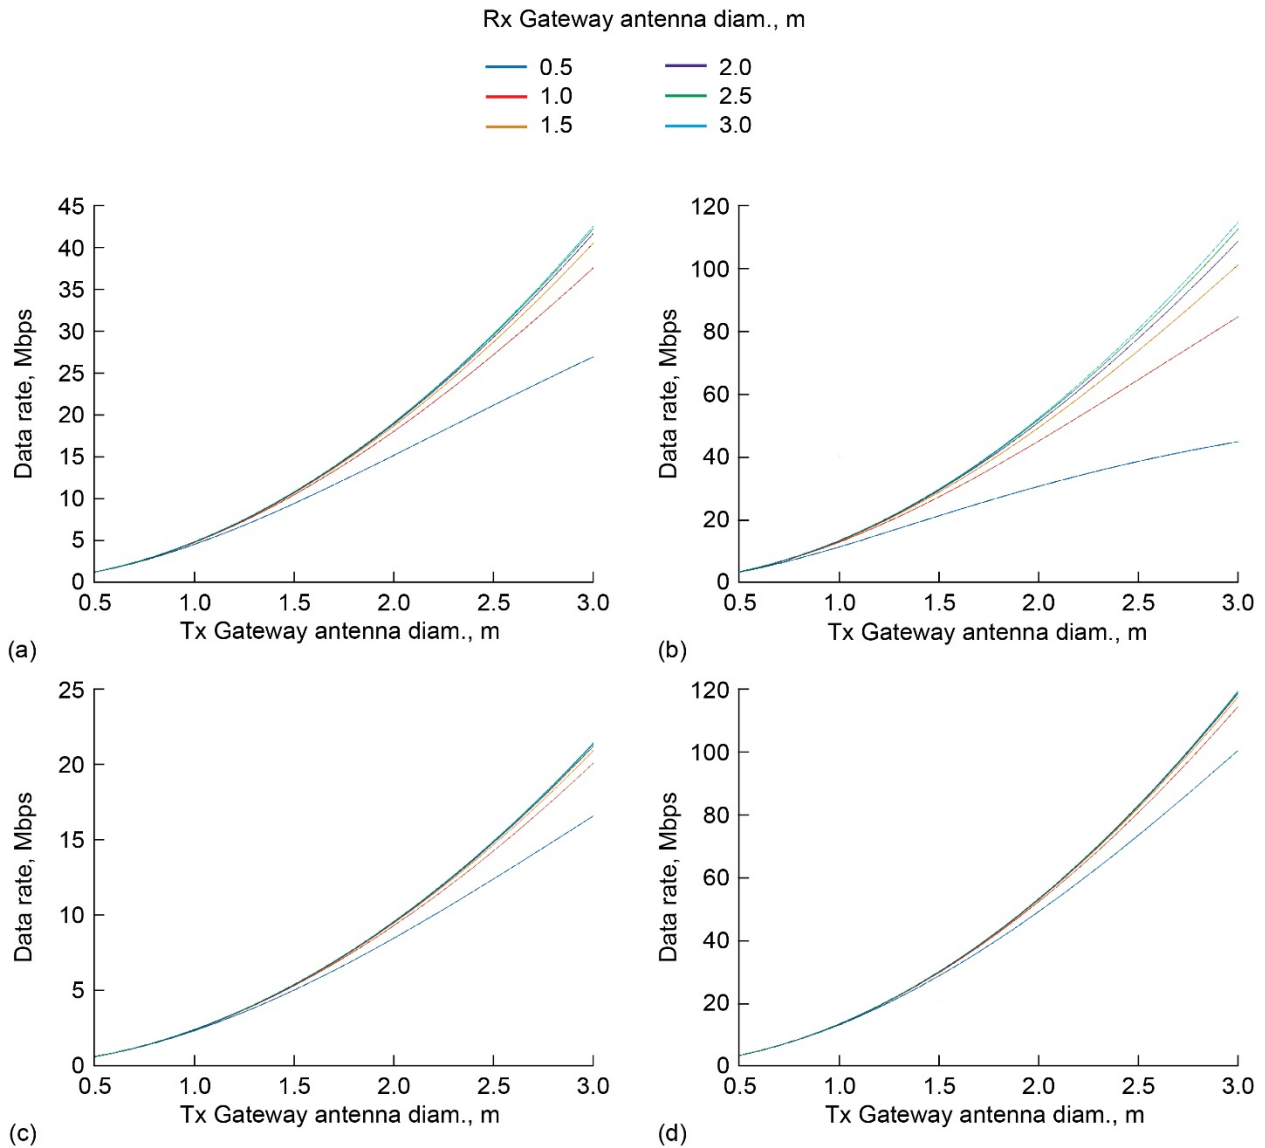 Rx Gateway antenna diam., m
0.5 2.0
1.0 2.5
1.5 3.0
45
40
35
30
25
20
15
10
5
0
Data rate, Mbps
0.5 1.0 1.5 2.0 2.5 3.0
Tx Gateway antenna diam., m
(a)
120
100
80
60
40
20
0
Data rate, Mbps
0.5 1.0 1.5 2.0 2.5 3.0
Tx Gateway antenna diam., m
(b)
25
20
15
10
5
0
Data rate, Mbps
0.5 1.0 1.5 2.0 2.5 3.0
Tx Gateway antenna diam., m
(c)
120
100
80
60
40
20
0
Data rate, Mbps
0.5 1.0 1.5 2.0 2.5 3.0
Tx Gateway antenna diam., m
(d)